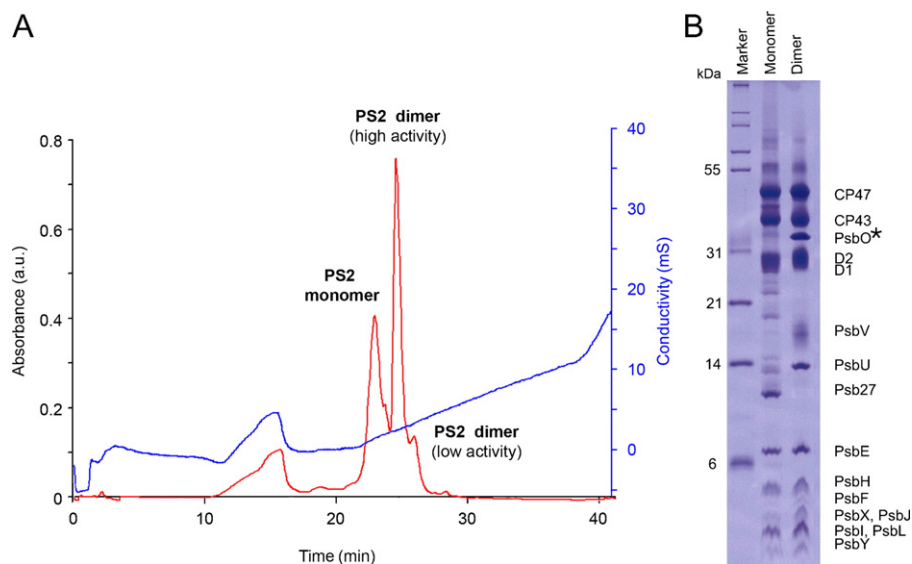 A
PS2 dimer
(high activity)
PS2
monomer
PS2 dimer
(low activity)
Absorbance (a.u.)
0.8
0.6
0.4
0.2
0
0
10
20
30
40
Time (min)
40
30
20
10
0
Conductivity (mS)
B
Marker
Monomer
Dimer
kDa
55
31
21
14
6
CP47
CP43
PsbO*
D2
D1
PsbV
PsbU
Psb27
PsbE
PsbH
PsbF
PsbX, PsbJ
PsbI, PsbL
PsbY